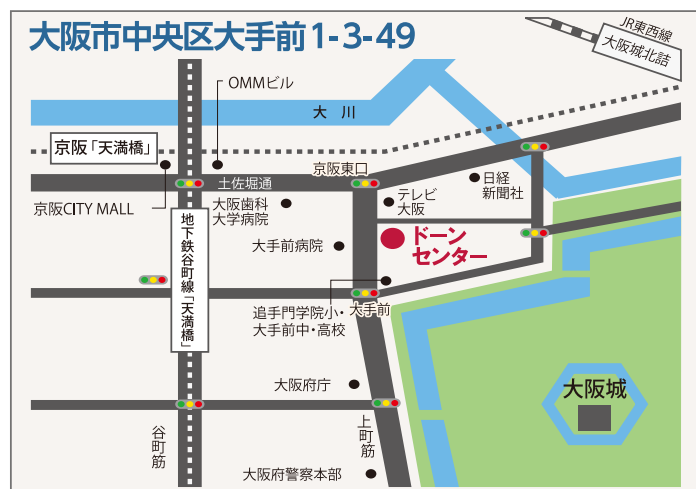 大阪市中央区大手前1-3-49
JR東西線
大阪城北詰
OMMビル
大川
京阪「天満橋」
京阪東口
土佐堀通
日経
新聞社
テレビ
大阪
京阪CITY MALL
大阪歯科
大学病院
地下鉄谷町線「天満橋」
ドーン
センター
大手前病院
追手門学院小・
大手前中・高校
大手前
大阪府庁
大阪城
谷町筋
上町筋
大阪府警察本部